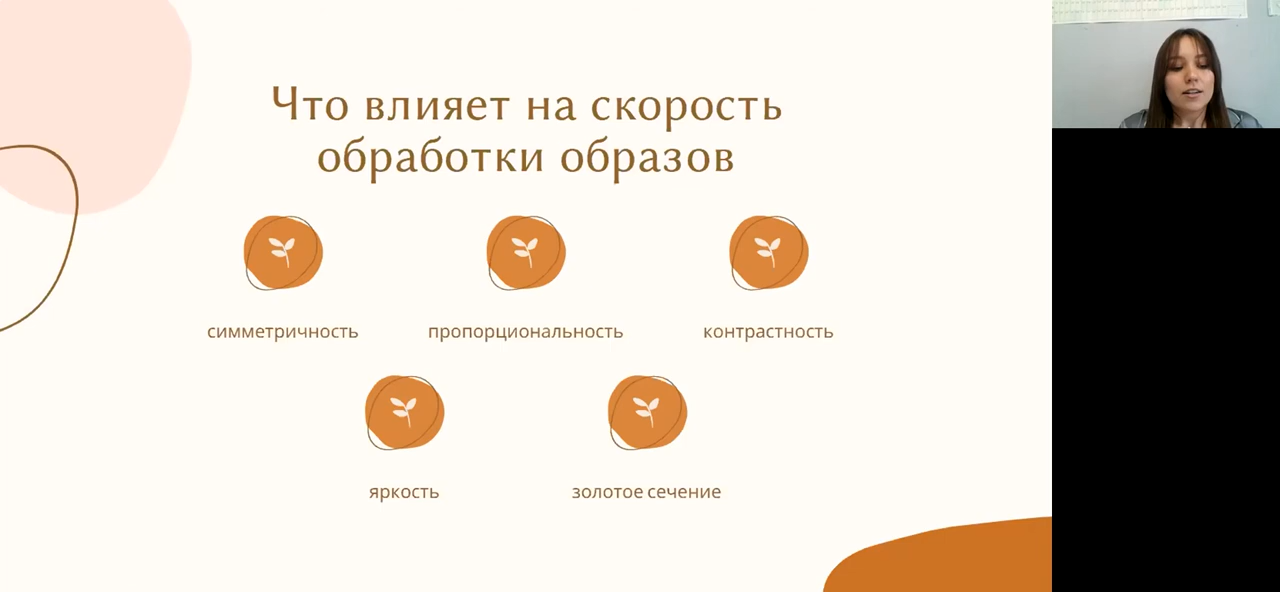 Что влияет на скорость
обработки образов
симметричность
пропорциональность
контрастность
яркость
золотое сечение